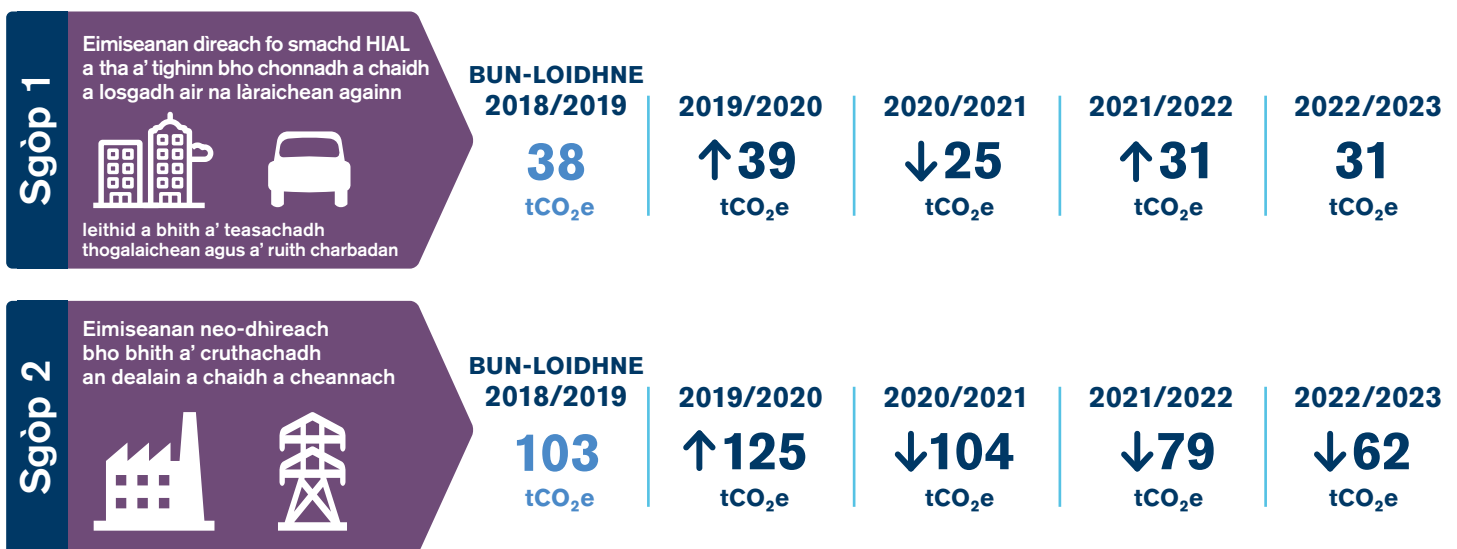 Sgòp 1
Eimiseanan dìreach fo smachd HIAL
a tha a' tighinn bho chonnadh a chaidh
a losgadh air na làraichean againn
leithid a bhith a' teasachadh
thogalaichean agus a' ruith charbadan
BUN-LOIDHNE
2018/2019
38
tCO₂e
2019/2020
↑39
tCO₂e
2020/2021
↓25
tCO₂e
2021/2022
↑31
tCO₂e
2022/2023
31
tCO₂e
Sgòp 2
Eimiseanan neo-dhìreach
bho bhith a' cruthachadh
an dealain a chaidh a cheannach
BUN-LOIDHNE
2018/2019
103
tCO₂e
2019/2020
↑125
tCO₂e
2020/2021
↓104
tCO₂e
2021/2022
↓79
tCO₂e
2022/2023
↓62
tCO₂e